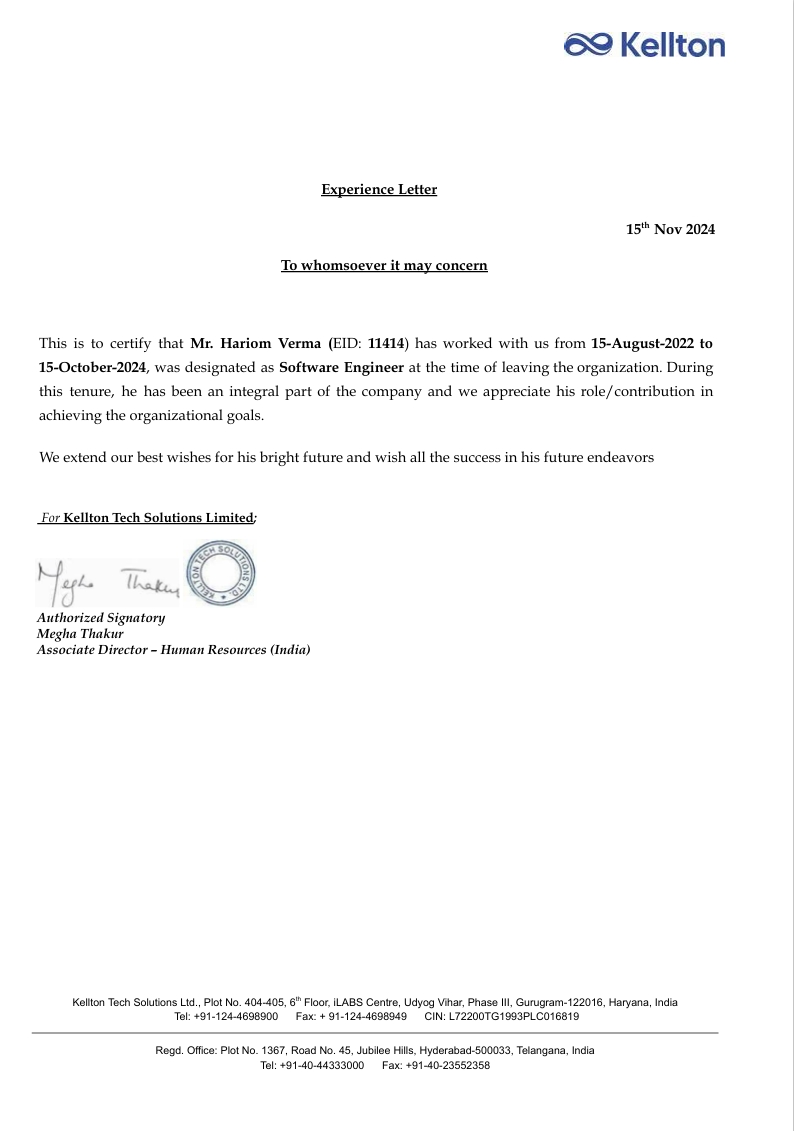 Kellton
Experience Letter
15th Nov 2024
To whomsoever it may concern
This is to certify that Mr. Hariom Verma (EID: 11414) has worked with us from 15-August-2022 to
15-October-2024, was designated as Software Engineer at the time of leaving the organization. During
this tenure, he has been an integral part of the company and we appreciate his role/contribution in
achieving the organizational goals.
We extend our best wishes for his bright future and wish all the success in his future endeavors
For Kellton Tech Solutions Limited;
Megha Thakur
KELLTON TECH SOLUTIONS LTD.
Authorized Signatory
Megha Thakur
Associate Director – Human Resources (India)
Kellton Tech Solutions Ltd., Plot No. 404-405, 6th Floor, iLABS Centre, Udyog Vihar, Phase III, Gurugram-122016, Haryana, India
Tel: +91-124-4698900 Fax: + 91-124-4698949 CIN: L72200TG1993PLC016819
Regd. Office: Plot No. 1367, Road No. 45, Jubilee Hills, Hyderabad-500033, Telangana, India
Tel: +91-40-44333000 Fax: +91-40-23552358